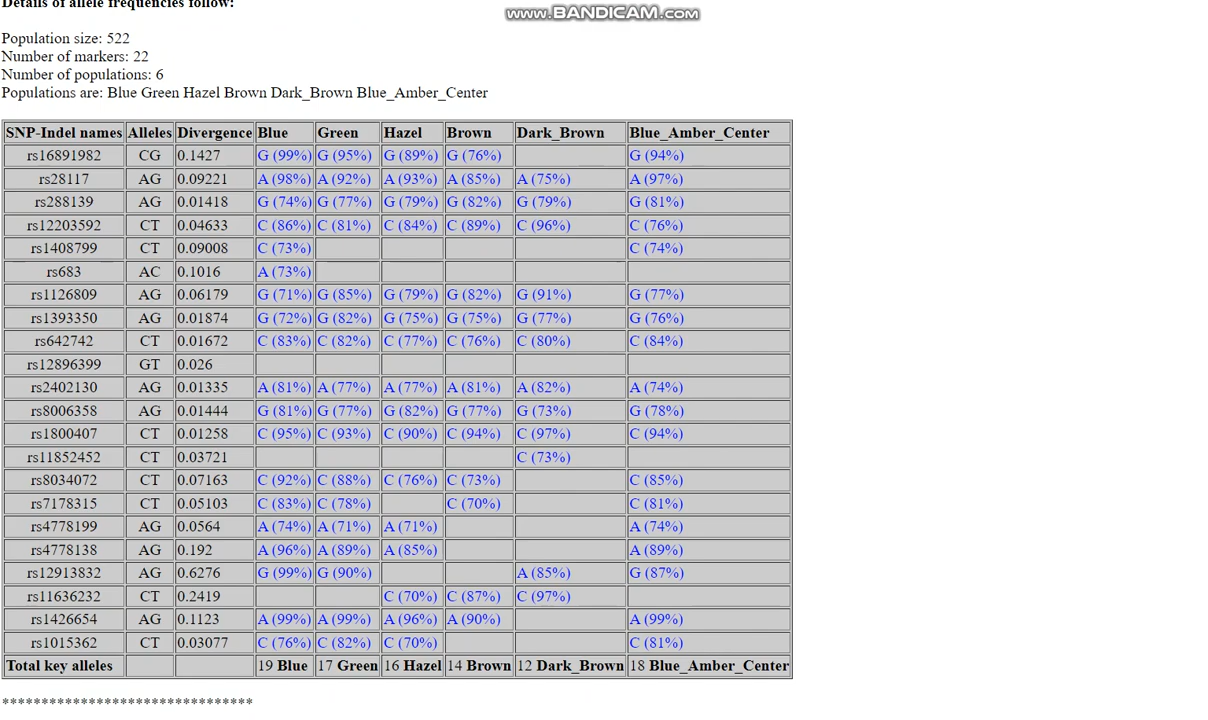 Details of allele frequencies follow:
www.BANDICAM.com
Population size: 522
Number of markers: 22
Number of populations: 6
Populations are: Blue Green Hazel Brown Dark_Brown Blue_Amber_Center
SNP-Indel names Alleles Divergence Blue Green Hazel Brown Dark_Brown Blue_Amber_Center
rs16891982 CG 0.1427 G (99%) G (95%) G (89%) G (76%) G (94%)
rs28117 AG 0.09221 A (98%) A (92%) A (93%) A (85%) A (75%) A (97%)
rs288139 AG 0.01418 G (74%) G (77%) G (79%) G (82%) G (79%) G (81%)
rs12203592 CT 0.04633 C (86%) C (81%) C (84%) C (89%) C (96%) C (76%)
rs1408799 CT 0.09008 C (73%) C (74%)
rs683 AC 0.1016 A (73%)
rs1126809 AG 0.06179 G (71%) G (85%) G (79%) G (82%) G (91%) G (77%)
rs1393350 AG 0.01874 G (72%) G (82%) G (75%) G (75%) G (77%) G (76%)
rs642742 CT 0.01672 C (83%) C (82%) C (77%) C (76%) C (80%) C (84%)
rs12896399 GT 0.026
rs2402130 AG 0.01335 A (81%) A (77%) A (77%) A (81%) A (82%) A (74%)
rs8006358 AG 0.01444 G (81%) G (77%) G (82%) G (77%) G (73%) G (78%)
rs1800407 CT 0.01258 C (95%) C (93%) C (90%) C (94%) C (97%) C (94%)
rs11852452 CT 0.03721 C (73%)
rs8034072 CT 0.07163 C (92%) C (88%) C (76%) C (73%) C (85%)
rs7178315 CT 0.05103 C (83%) C (78%) C (70%) C (81%)
rs4778199 AG 0.0564 A (74%) A (71%) A (71%) A (74%)
rs4778138 AG 0.192 A (96%) A (89%) A (85%) A (89%)
rs12913832 AG 0.6276 G (99%) G (90%) A (85%) G (87%)
rs11636232 CT 0.2419 C (70%) C (87%) C (97%)
rs1426654 AG 0.1123 A (99%) A (99%) A (96%) A (90%) A (99%)
rs1015362 CT 0.03077 C (76%) C (82%) C (70%) C (81%)
Total key alleles 19 Blue 17 Green 16 Hazel 14 Brown 12 Dark_Brown 18 Blue_Amber_Center
********************************